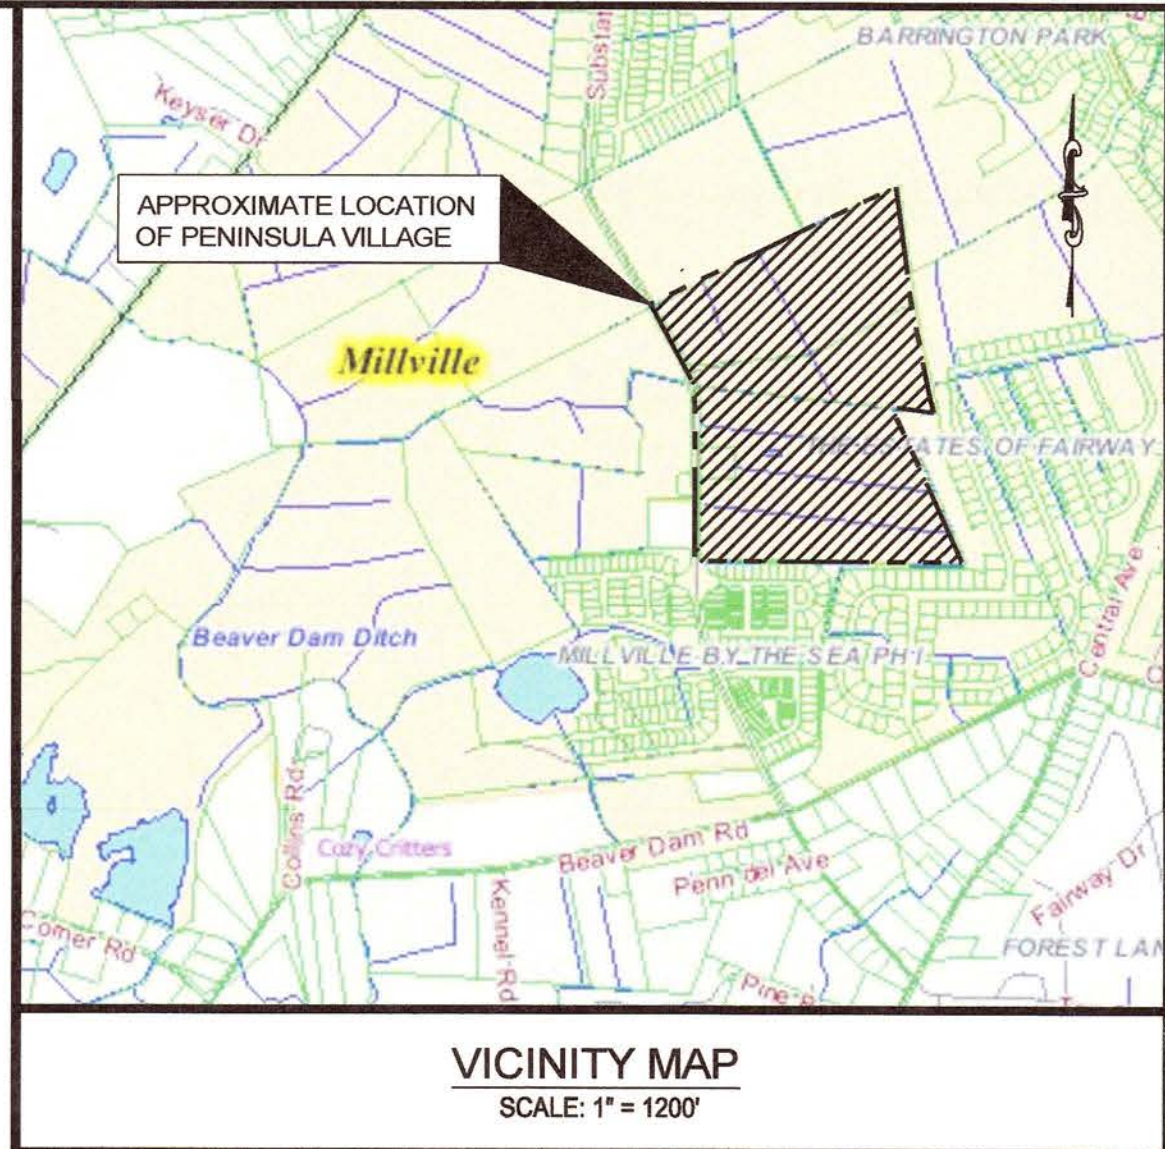 BARRINGTON PARK
Keyser Dr
APPROXIMATE LOCATION
OF PENINSULA VILLAGE
Millville
THE ESTATES OF FAIRWAY
Central Ave
Beaver Dam Ditch
MILLVILLE BY THE SEA PH I
Collins Rd
Cozy Critters
Beaver Dam Rd
Penn del Ave
Kennel Rd
Fairway Dr
Corner Rd
FOREST LAN
VICINITY MAP
SCALE: 1" = 1200'